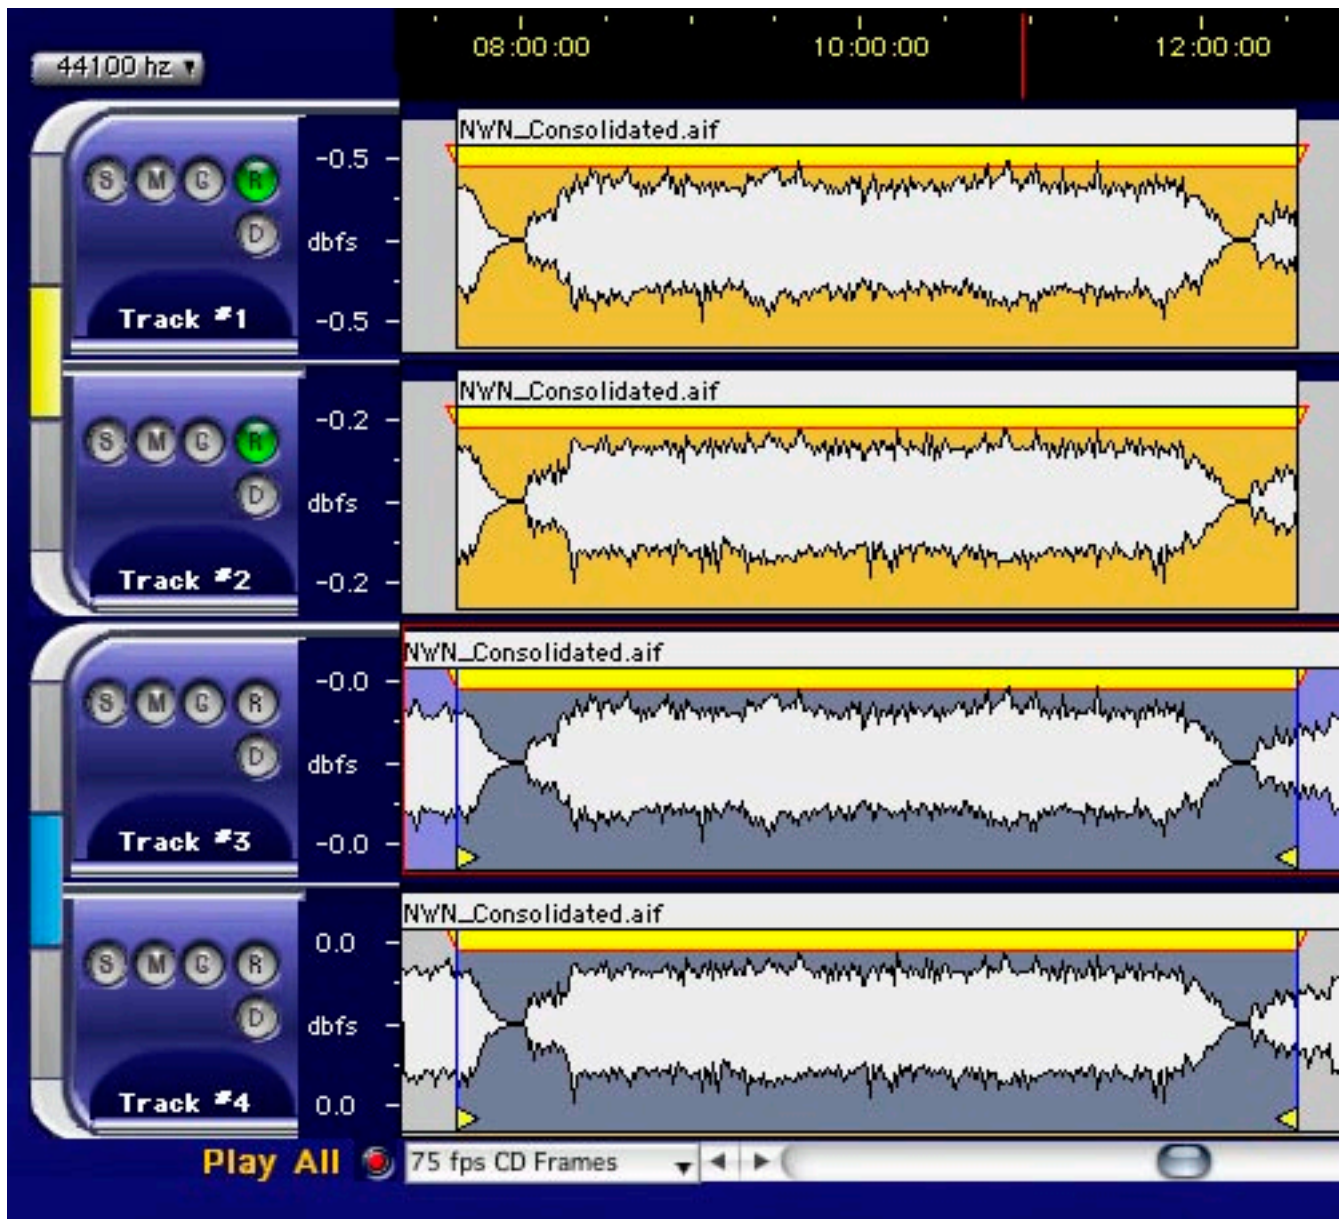 08:00:00 10:00:00 12:00:00
44100 hz
NWN_Consolidated.aif
-0.5
S M G R
D
dbfs
Track #1
-0.5
NWN_Consolidated.aif
-0.2
S M G R
D
dbfs
Track #2
-0.2
NWN_Consolidated.aif
-0.0
S M G R
D
dbfs
Track #3
-0.0
NWN_Consolidated.aif
0.0
S M G R
D
dbfs
Track #4
0.0
Play All 75 fps CD Frames